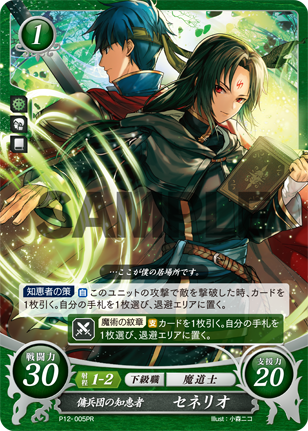 1
SAMPLE
…ここが僕の居場所です。
知恵者の策 自 このユニットの攻撃で敵を撃破した時、カードを
1枚引く。自分の手札を1枚選び、退避エリアに置く。
魔術の紋章 支 カードを1枚引く。自分の手札を
1枚選び、退避エリアに置く。
戦闘力
30
射程 1-2 下級職 魔道士
支援力
20
傭兵団の知恵者 セネリオ
P12-005PR
Illust:小森ニコ